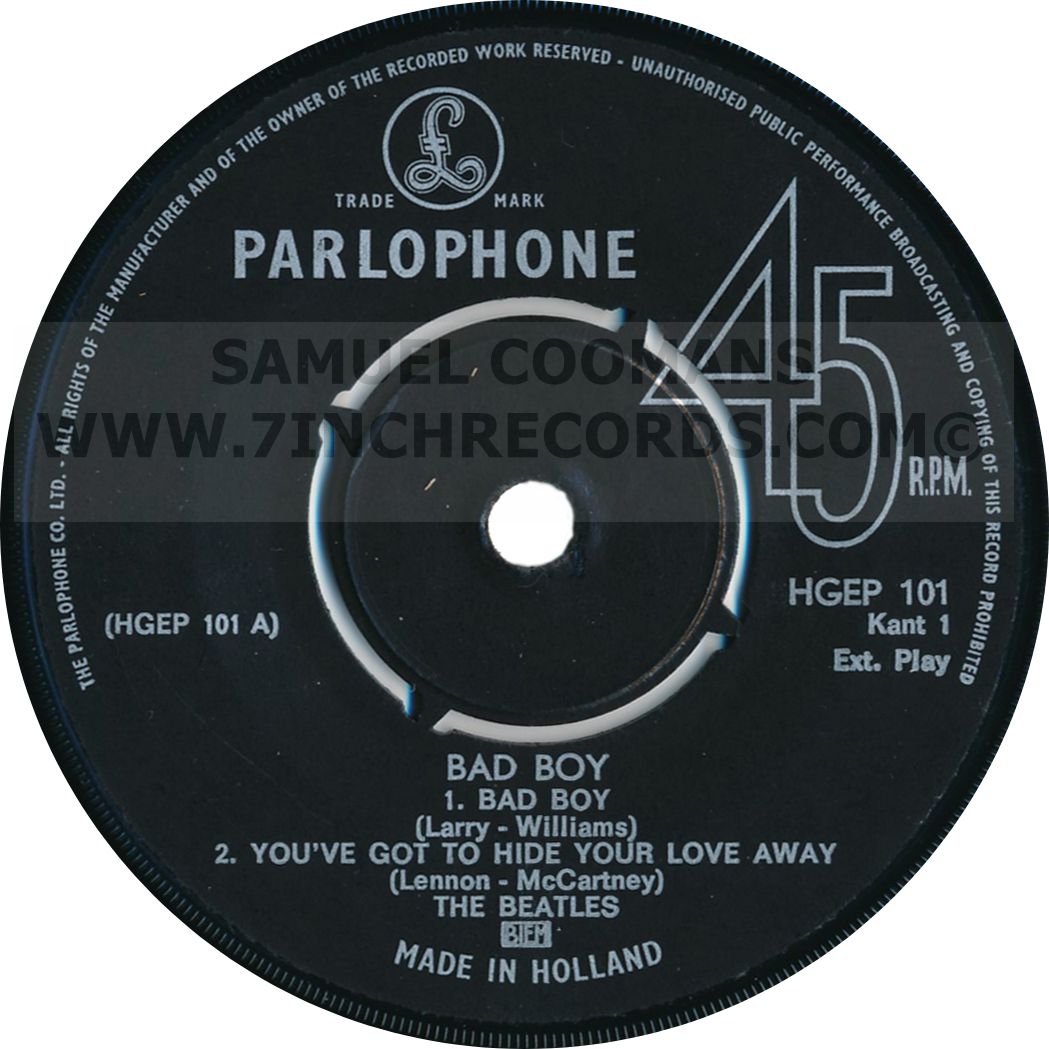 THE PARLOPHONE CO. LTD. - ALL RIGHTS OF THE MANUFACTURER AND OF THE OWNER OF THE RECORDED WORK RESERVED - UNAUTHORISED PUBLIC PERFORMANCE BROADCASTING AND COPYING OF THIS RECORD PROHIBITED
£
TRADE MARK
PARLOPHONE
45
R.P.M.
SAMUEL COOMANS
WWW.7INCHRECORDS.COM©
HGEP 101
(HGEP 101 A)
Kant 1
Ext. Play
BAD BOY
1. BAD BOY
(Larry - Williams)
2. YOU'VE GOT TO HIDE YOUR LOVE AWAY
(Lennon - McCartney)
THE BEATLES
BIEM
MADE IN HOLLAND